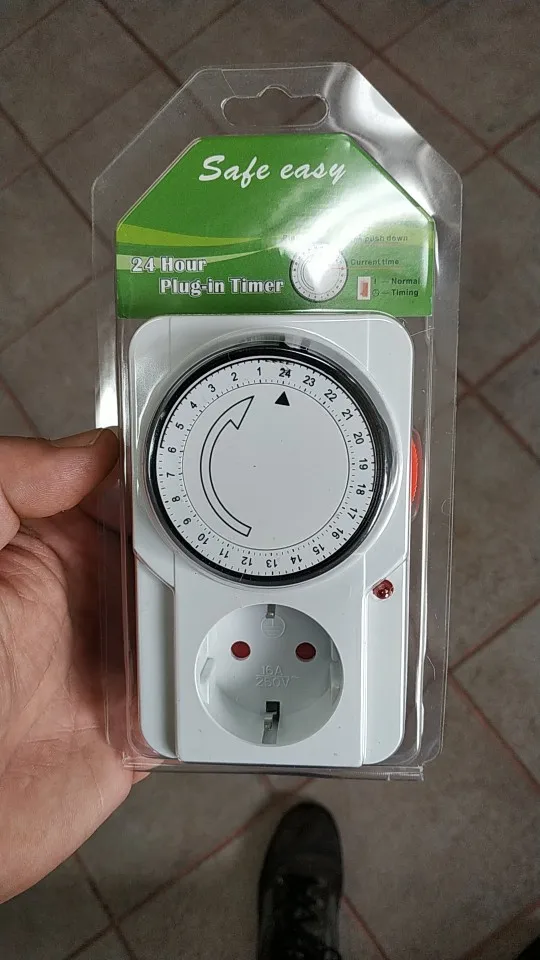 Safe easy
push down
24 Hour
Plug-in Timer
Current time
I — Normal
— Timing
1 24 23 22 21 20 19 18 17 16 15 14 13 12 11 10 9 8 7 6 5 4 3 2
16A
250V~